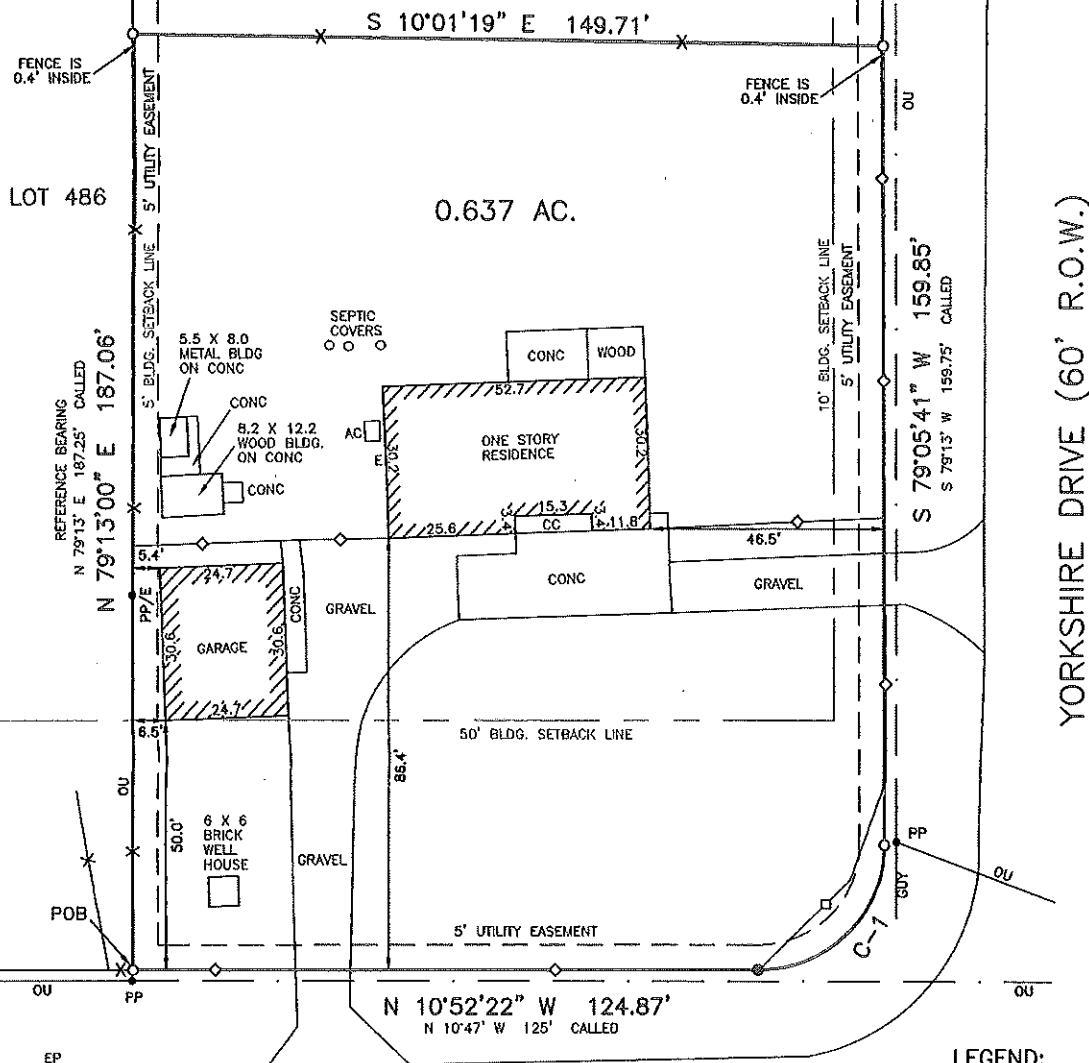 S 10°01'19" E 149.71'
FENCE IS
0.4' INSIDE
FENCE IS
0.4' INSIDE
OU
5' UTILITY EASEMENT
LOT 486
0.637 AC.
5' BLDG. SETBACK LINE
10' BLDG. SETBACK LINE
5' UTILITY EASEMENT
S 79°05'41" W 159.85'
S 79°13' W 159.75' CALLED
YORKSHIRE DRIVE (60' R.O.W.)
REFERENCE BEARING
N 79°13' E 187.25' CALLED
N 79°13'00" E 187.06'
SEPTIC
COVERS
5.5 X 8.0
METAL BLDG
ON CONC
CONC
8.2 X 12.2
WOOD BLDG.
ON CONC
CONC
AC
E
CONC
WOOD
52.7
30.2
ONE STORY
RESIDENCE
30.2
15.3
3.4
CC
3.4
25.6
11.8
46.5'
5.4'
24.7
PP/E
30.6
GARAGE
30.6
CONC
GRAVEL
CONC
GRAVEL
24.7
6.5'
50' BLDG. SETBACK LINE
86.4'
OU
50.0'
6 X 6
BRICK
WELL
HOUSE
GRAVEL
PP
OU
GUY
POB
5' UTILITY EASEMENT
C-1
OU
PP
N 10°52'22" W 124.87'
N 10°47' W 125' CALLED
OU
EP
LEGEND: